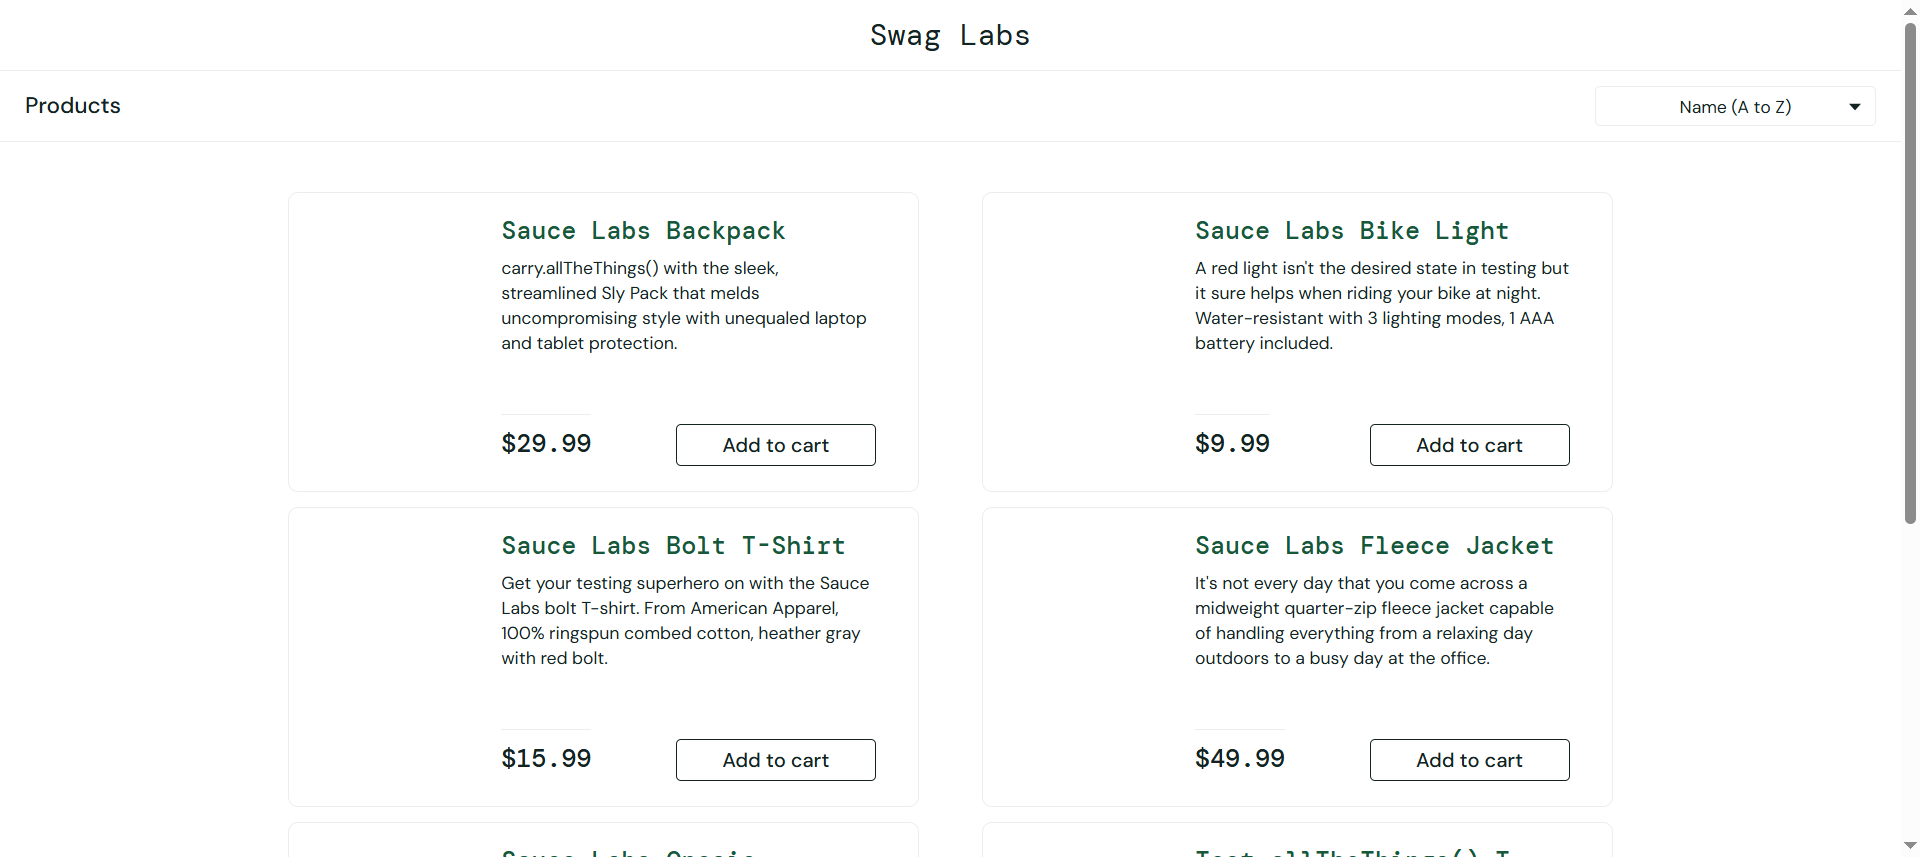 Swag Labs
Products
Name (A to Z)
Sauce Labs Backpack
carry.allTheThings() with the sleek,
streamlined Sly Pack that melds
uncompromising style with unequaled laptop
and tablet protection.
$29.99
Add to cart
Sauce Labs Bike Light
A red light isn't the desired state in testing but
it sure helps when riding your bike at night.
Water-resistant with 3 lighting modes, 1 AAA
battery included.
$9.99
Add to cart
Sauce Labs Bolt T-Shirt
Get your testing superhero on with the Sauce
Labs bolt T-shirt. From American Apparel,
100% ringspun combed cotton, heather gray
with red bolt.
$15.99
Add to cart
Sauce Labs Fleece Jacket
It's not every day that you come across a
midweight quarter-zip fleece jacket capable
of handling everything from a relaxing day
outdoors to a busy day at the office.
$49.99
Add to cart
Sauce Labs Onesie
Test.allTheThings() T